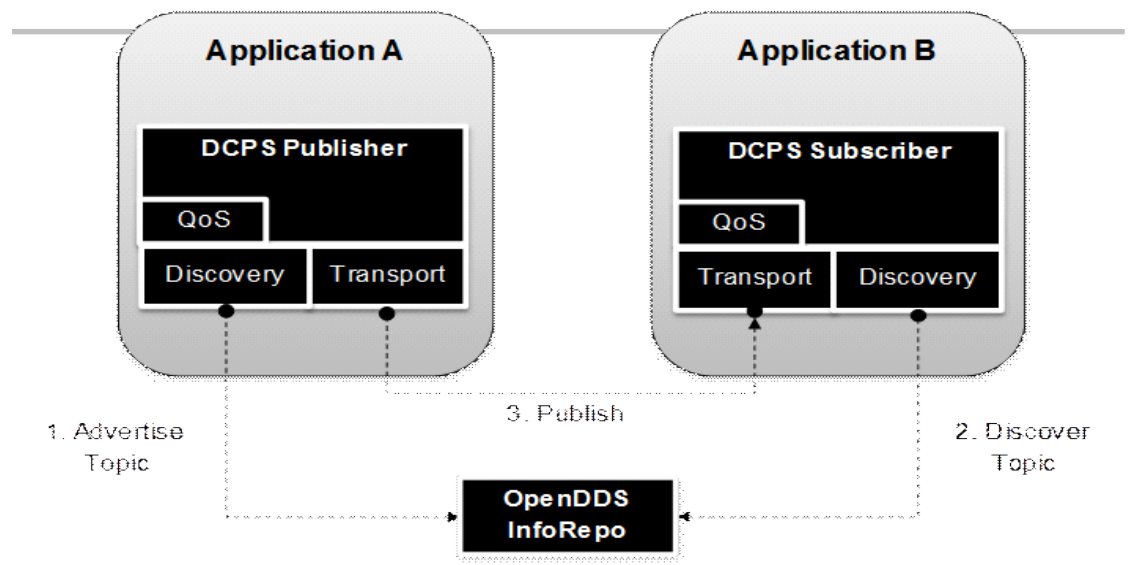 Application A
DCPS Publisher
QoS
Discovery
Transport
Application B
DCPS Subscriber
QoS
Transport
Discovery
1. Advertise
Topic
3. Publish
2. Discover
Topic
OpenDDS
InfoRepo